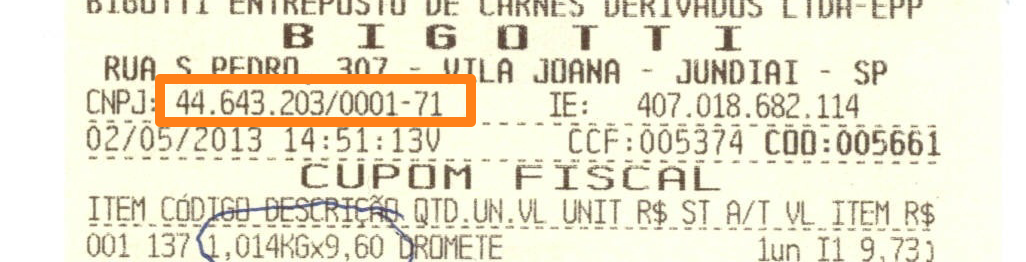 BIGOTTI ENTREPOSTO DE CARNES DERIVADOS LTDA-EPP
BIGOTTI
RUA S PEDRO, 307 - VILA JOANA - JUNDIAI - SP
CNPJ: 44.643.203/0001-71 IE: 407.018.682.114
02/05/2013 14:51:13V CCF:005374 COO:005661
CUPOM FISCAL
ITEM CÓDIGO DESCRIÇÃO QTD.UN.VL UNIT R$ ST A/T VL ITEM R$
001 137 1,014KGx9,60 DROMETE 1un I1 9,73